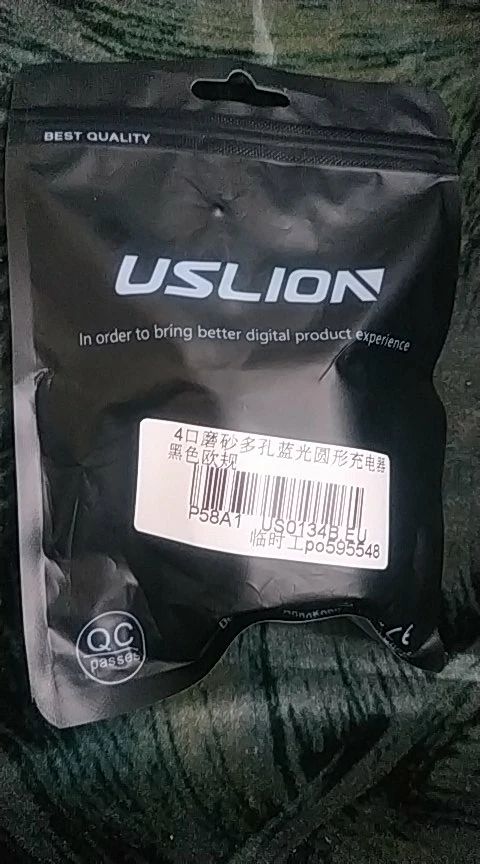 BEST QUALITY
USLION
In order to bring better digital product experience
4口磨砂多孔蓝光圆形充电器
黑色欧规
P58A1 US0134B EU
临时工po595548
QC
passes